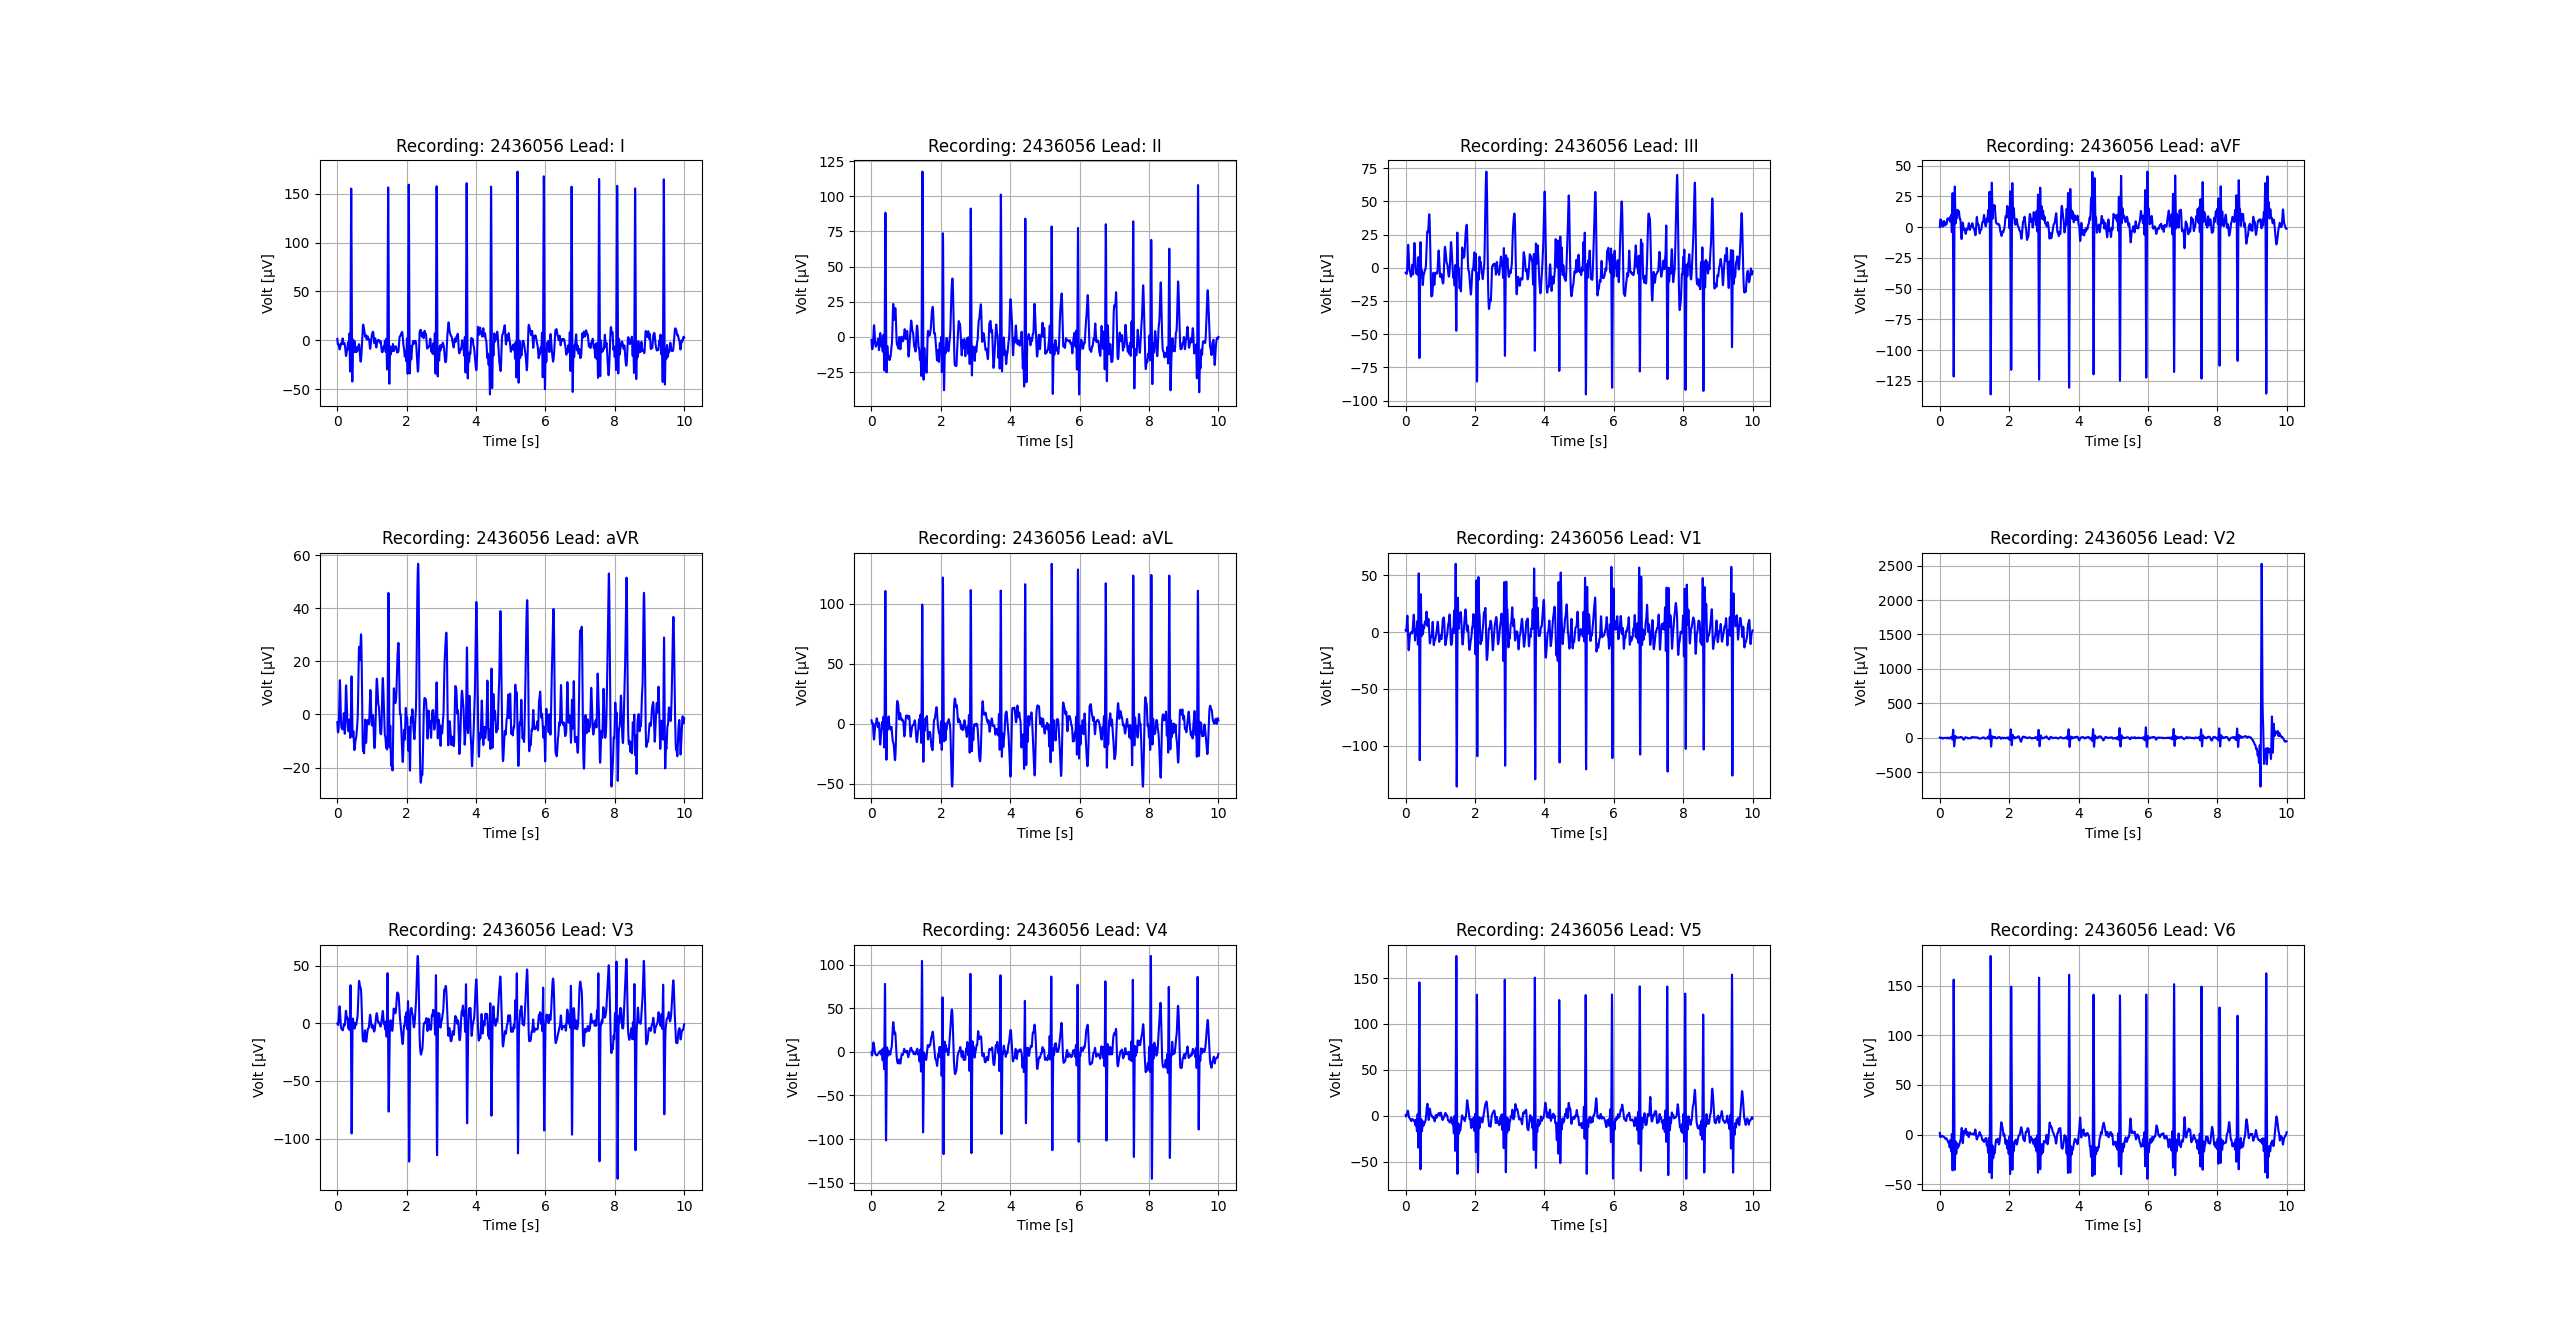 Recording: 2436056 Lead: I
150
100
50
0
−50
Volt [µV]
0 2 4 6 8 10
Time [s]
Recording: 2436056 Lead: II
125
100
75
50
25
0
−25
Volt [µV]
0 2 4 6 8 10
Time [s]
Recording: 2436056 Lead: III
75
50
25
0
−25
−50
−75
−100
Volt [µV]
0 2 4 6 8 10
Time [s]
Recording: 2436056 Lead: aVF
50
25
0
−25
−50
−75
−100
−125
Volt [µV]
0 2 4 6 8 10
Time [s]
Recording: 2436056 Lead: aVR
60
40
20
0
−20
Volt [µV]
0 2 4 6 8 10
Time [s]
Recording: 2436056 Lead: aVL
100
50
0
−50
Volt [µV]
0 2 4 6 8 10
Time [s]
Recording: 2436056 Lead: V1
50
0
−50
−100
Volt [µV]
0 2 4 6 8 10
Time [s]
Recording: 2436056 Lead: V2
2500
2000
1500
1000
500
0
−500
Volt [µV]
0 2 4 6 8 10
Time [s]
Recording: 2436056 Lead: V3
50
0
−50
−100
Volt [µV]
0 2 4 6 8 10
Time [s]
Recording: 2436056 Lead: V4
100
50
0
−50
−100
−150
Volt [µV]
0 2 4 6 8 10
Time [s]
Recording: 2436056 Lead: V5
150
100
50
0
−50
Volt [µV]
0 2 4 6 8 10
Time [s]
Recording: 2436056 Lead: V6
150
100
50
0
−50
Volt [µV]
0 2 4 6 8 10
Time [s]